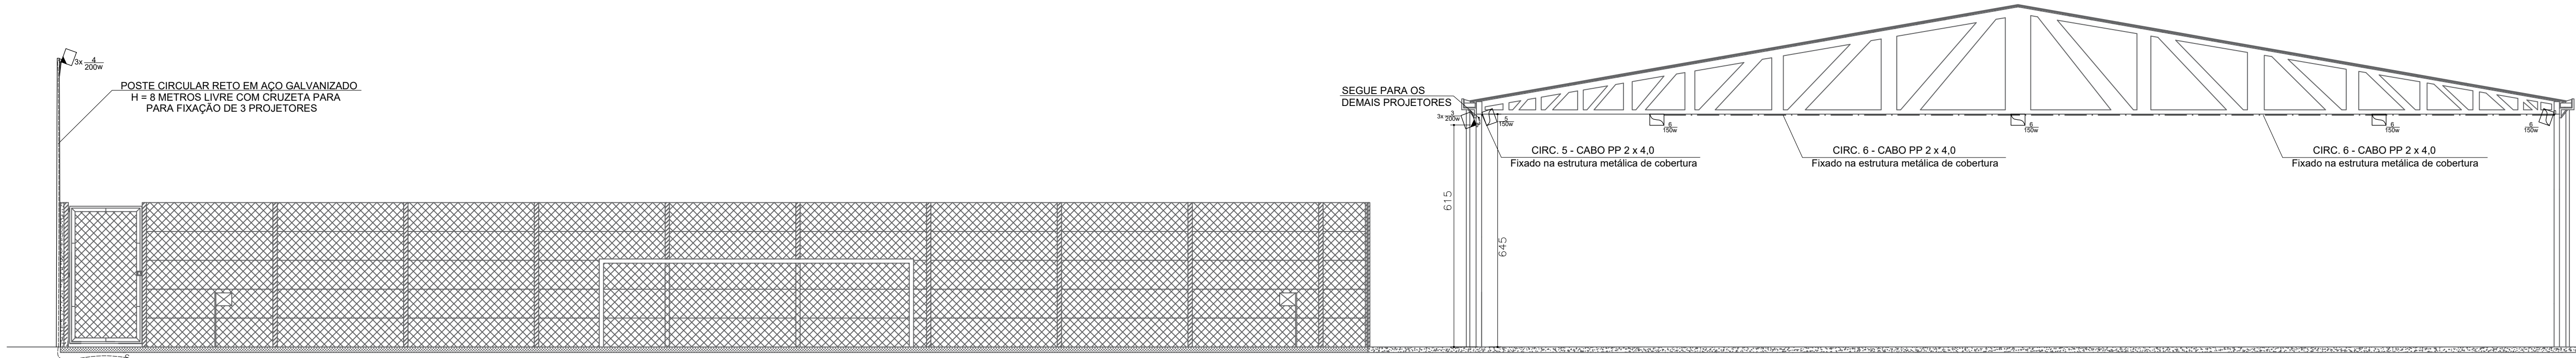 3x 4
200w
POSTE CIRCULAR RETO EM AÇO GALVANIZADO
H = 8 METROS LIVRE COM CRUZETA PARA
PARA FIXAÇÃO DE 3 PROJETORES
SEGUE PARA OS
DEMAIS PROJETORES
3x 3
200w
5
150w
6
150w
6
150w
6
150w
6
150w
CIRC. 5 - CABO PP 2 x 4,0
Fixado na estrutura metálica de cobertura
CIRC. 6 - CABO PP 2 x 4,0
Fixado na estrutura metálica de cobertura
CIRC. 6 - CABO PP 2 x 4,0
Fixado na estrutura metálica de cobertura
615
645